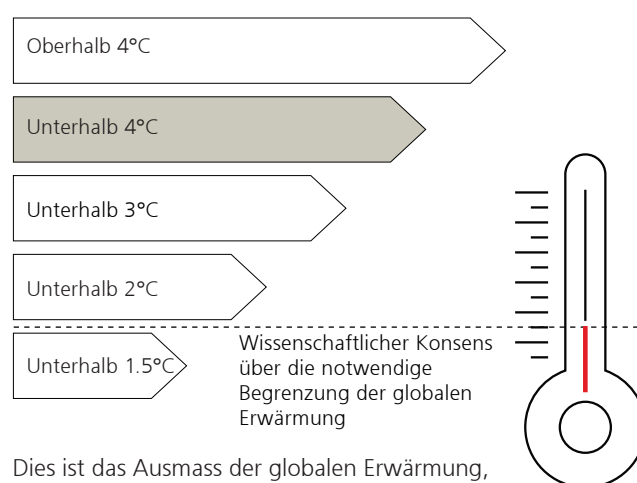 Oberhalb 4°C
Unterhalb 4°C
Unterhalb 3°C
Unterhalb 2°C
Unterhalb 1.5°C
Wissenschaftlicher Konsens
über die notwendige
Begrenzung der globalen
Erwärmung
Dies ist das Ausmass der globalen Erwärmung,